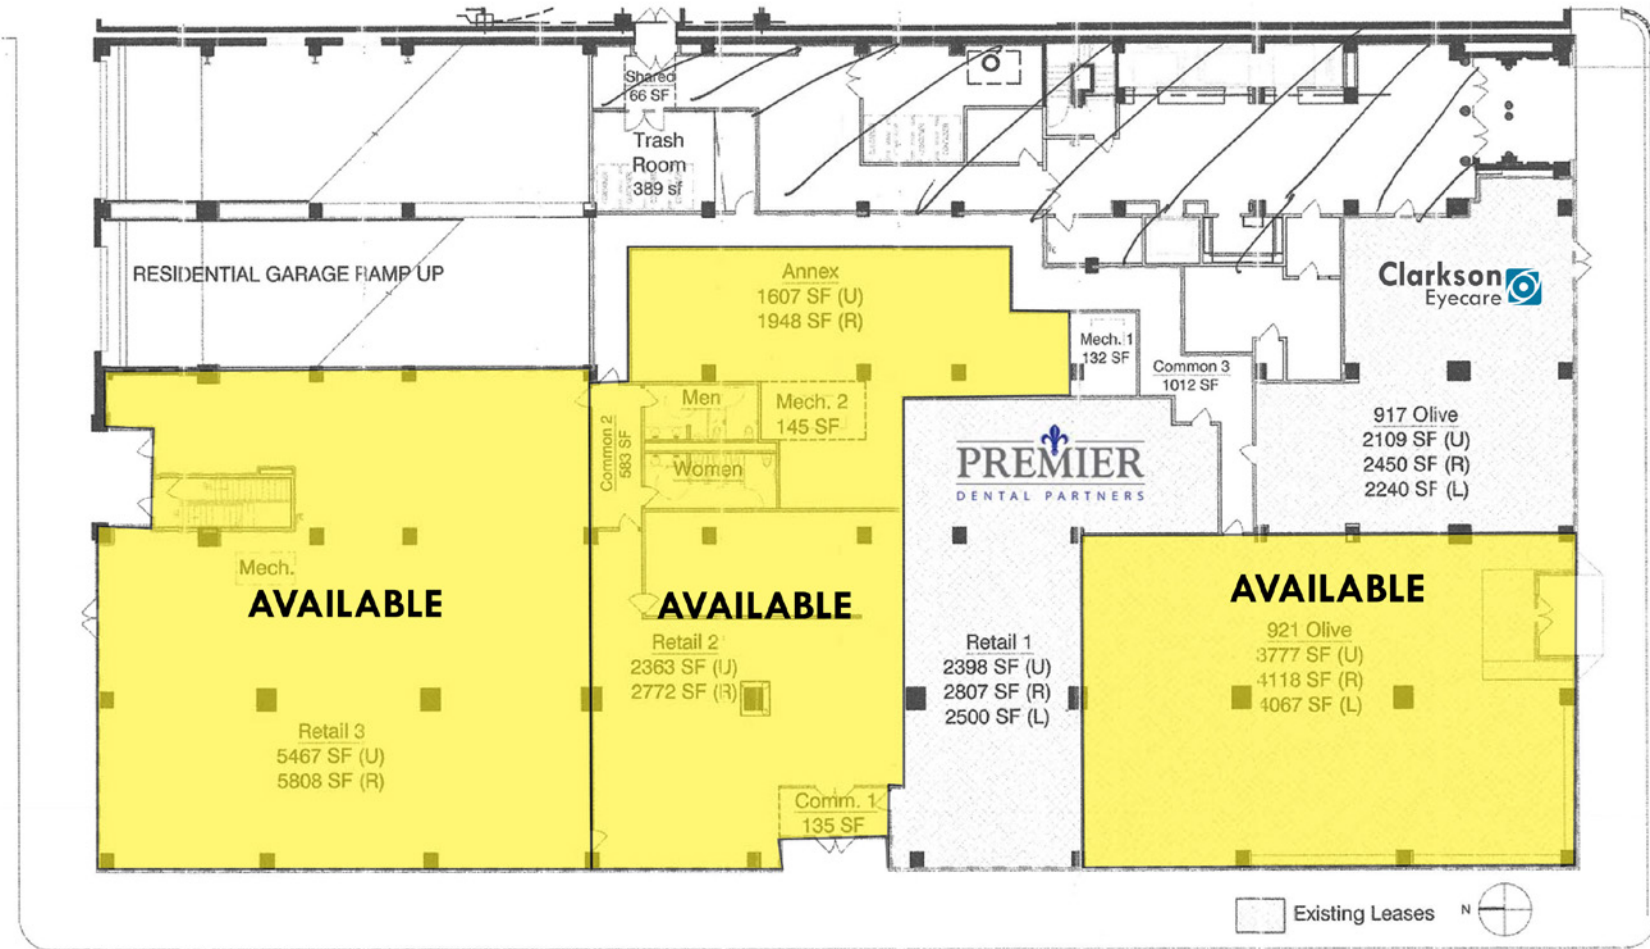 Shared
66 SF
Trash
Room
389 sf
RESIDENTIAL GARAGE RAMP UP
Annex
1607 SF (U)
1948 SF (R)
Mech. 1
132 SF
Common 3
1012 SF
Clarkson
Eyecare
917 Olive
2109 SF (U)
2450 SF (R)
2240 SF (L)
Men
Mech. 2
145 SF
Common 2
583 SF
Women
PREMIER
DENTAL PARTNERS
Mech.
AVAILABLE
Retail 3
5467 SF (U)
5808 SF (R)
AVAILABLE
Retail 2
2363 SF (U)
2772 SF (R)
Comm. 1
135 SF
Retail 1
2398 SF (U)
2807 SF (R)
2500 SF (L)
AVAILABLE
921 Olive
3777 SF (U)
4118 SF (R)
4067 SF (L)
Existing Leases
N